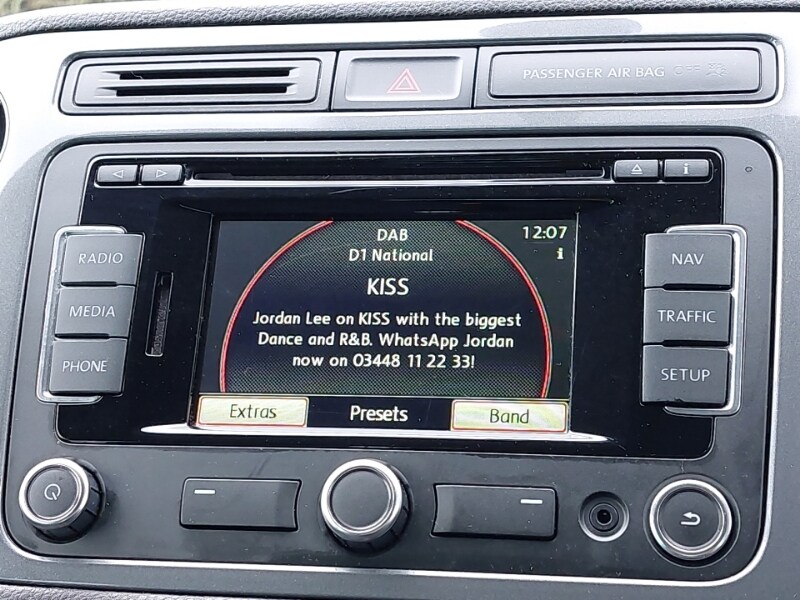 PASSENGER AIR BAG OFF
i
RADIO
MEDIA
PHONE
NAV
TRAFFIC
SETUP
DAB
12:07
D1 National
i
KISS
Jordan Lee on KISS with the biggest
Dance and R&B. WhatsApp Jordan
now on 03448 11 22 33!
Extras
Presets
Band